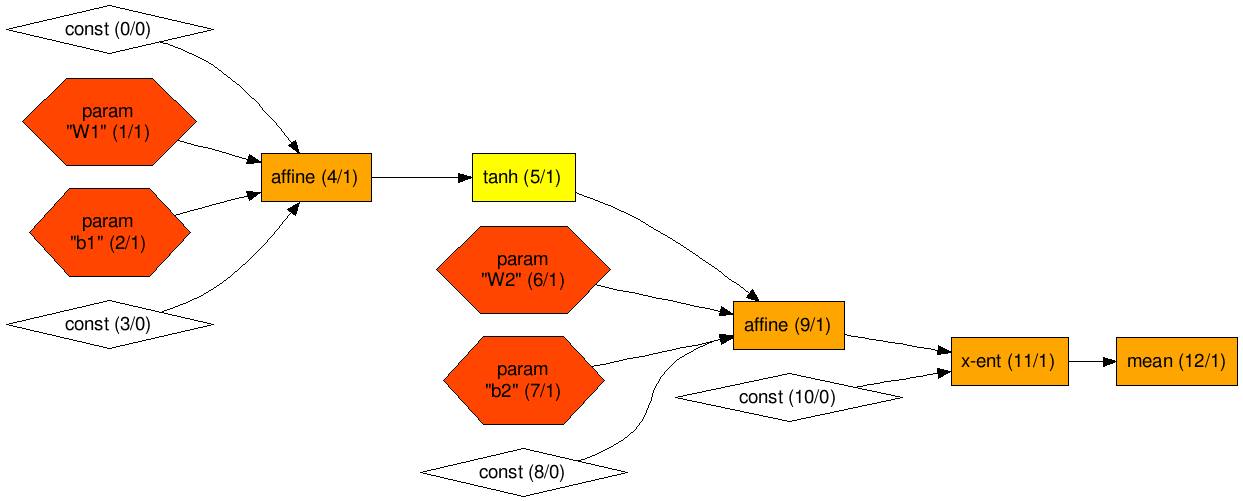 const (0/0)
param
"W1" (1/1)
affine (4/1)
tanh (5/1)
param
"b1" (2/1)
const (3/0)
param
"W2" (6/1)
affine (9/1)
param
"b2" (7/1)
const (8/0)
const (10/0)
x-ent (11/1)
mean (12/1)